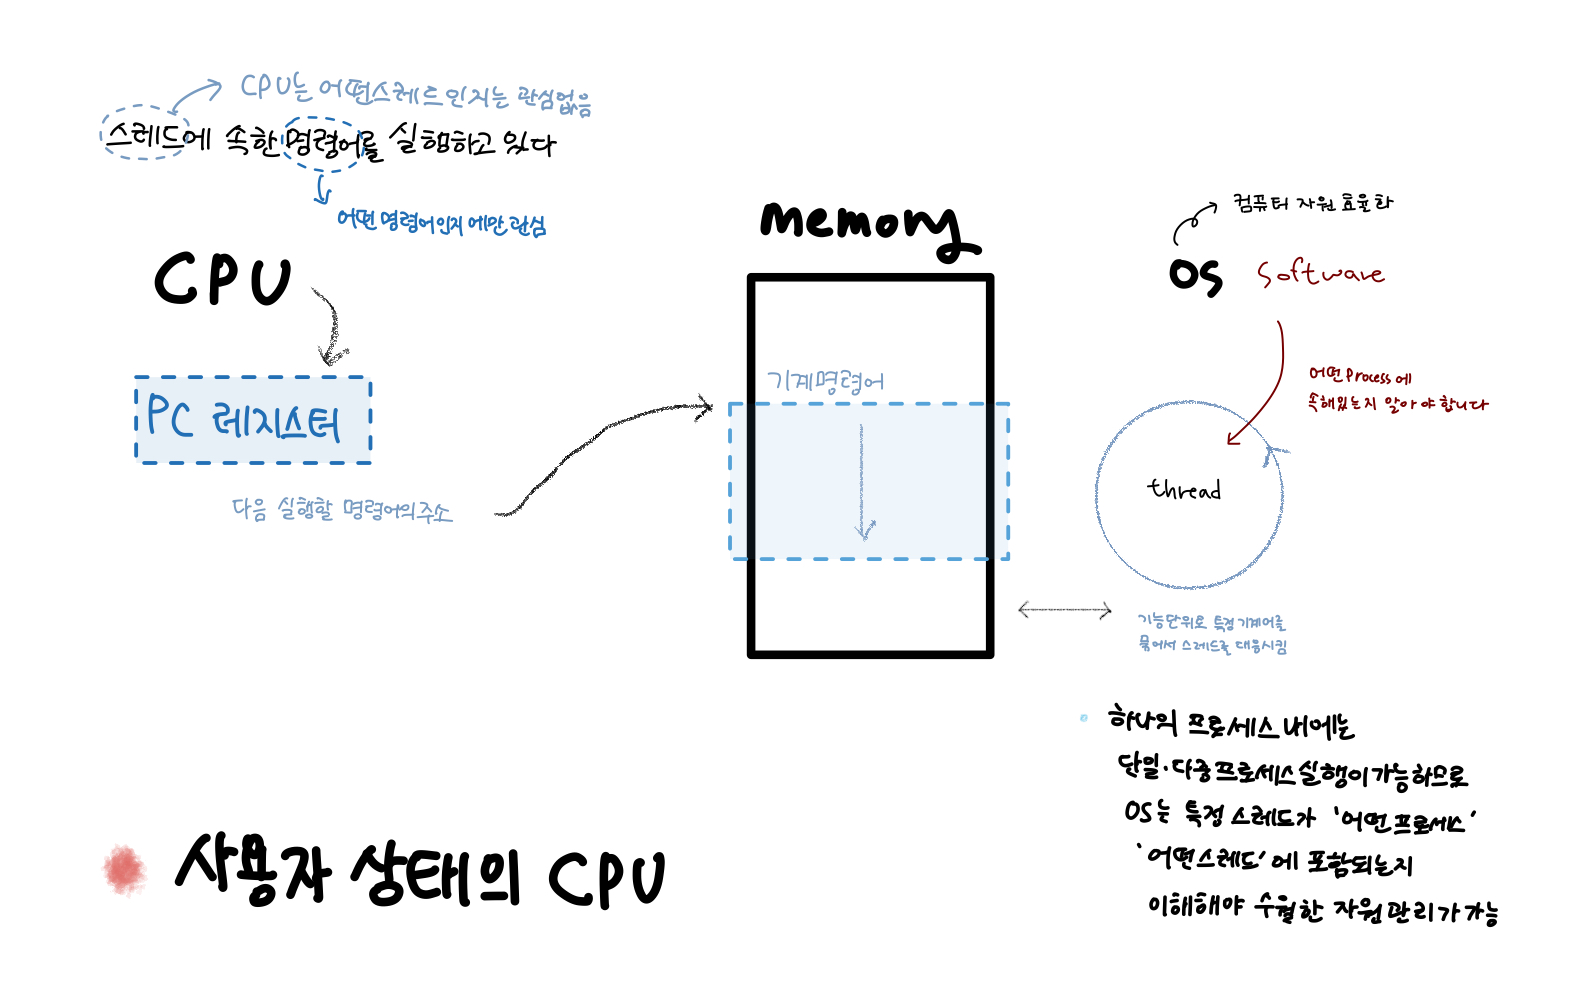 CPU는 어떤스레드인지는 관심없음
스레드에 속한 명령어를 실행하고 있다
어떤 명령어인지에만 관심
CPU
PC 레지스터
다음 실행할 명령어의주소
memory
기계명령어
컴퓨터 자원 효율화
OS Software
어떤 Process에
속해있는지 알아야합니다
thread
기능단위로 특정기계어를
묶어서 스레드를 대응시킴
하나의 프로세스내에는
단일·다중프로세스실행이가능하므로
OS는 특정 스레드가 '어떤프로세스'
'어떤스레드'에 포함되는지
이해해야 수월한 자원관리가가능
사용자 상태의 CPU